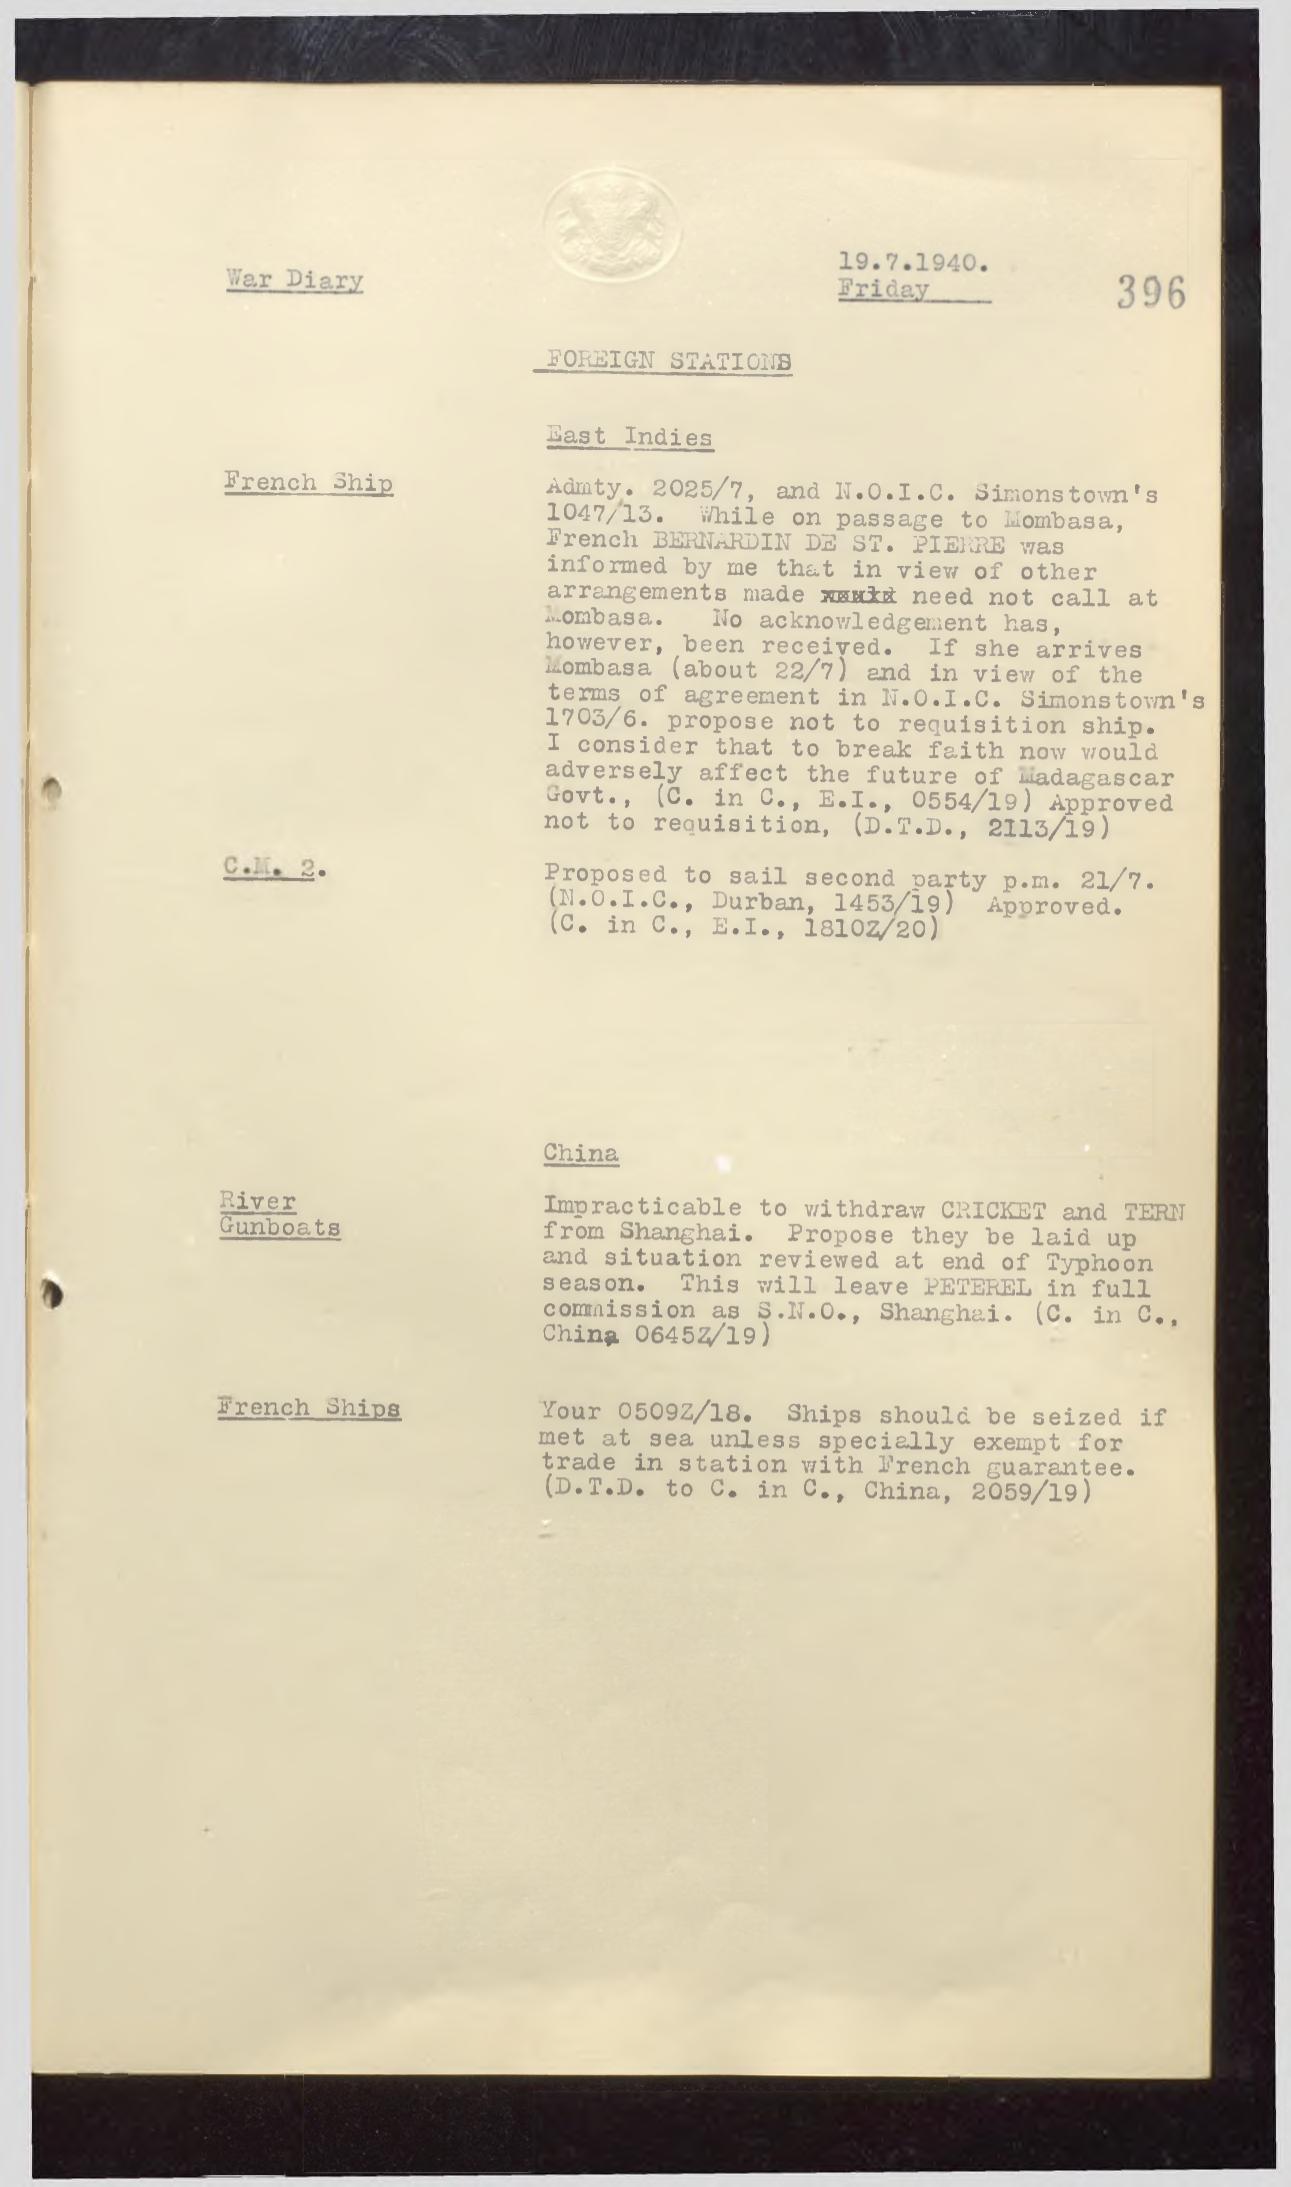 War Diary
19.7.1940.
Friday
396
FOREIGN STATIONS
East Indies
French Ship
Admty. 2025/7, and N.O.I.C. Simonstown's
1047/13. While on passage to Mombasa,
French BERNARDIN DE ST. PIERRE was
informed by me that in view of other
arrangements made need not call at
Mombasa. No acknowledgement has,
however, been received. If she arrives
Mombasa (about 22/7) and in view of the
terms of agreement in N.O.I.C. Simonstown's
1703/6. propose not to requisition ship.
I consider that to break faith now would
adversely affect the future of Madagascar
Govt., (C. in C., E.I., 0554/19) Approved
not to requisition, (D.T.D., 2113/19)
C.M. 2.
Proposed to sail second party p.m. 21/7.
(N.O.I.C., Durban, 1453/19) Approved.
(C. in C., E.I., 1810Z/20)
China
River
Gunboats
Impracticable to withdraw CRICKET and TERN
from Shanghai. Propose they be laid up
and situation reviewed at end of Typhoon
season. This will leave PETEREL in full
commission as S.N.O., Shanghai. (C. in C.,
China 0645Z/19)
French Ships
Your 0509Z/18. Ships should be seized if
met at sea unless specially exempt for
trade in station with French guarantee.
(D.T.D. to C. in C., China, 2059/19)